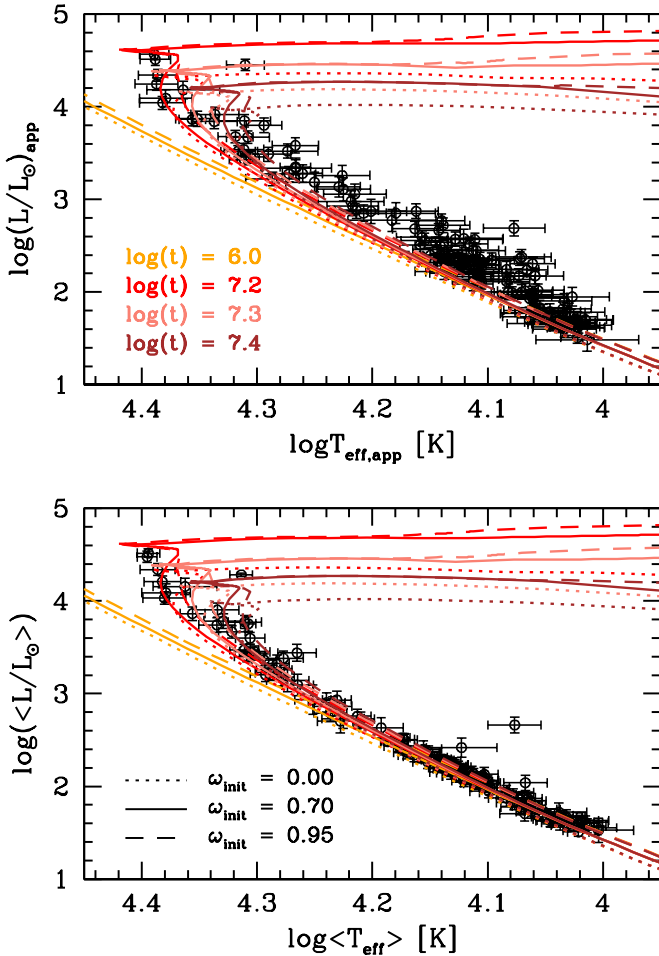 5
4
3
2
1
log(L/L⊙)app
log(t) = 6.0
log(t) = 7.2
log(t) = 7.3
log(t) = 7.4
4.4 4.3 4.2 4.1 4
logTeff,app [K]
5
4
3
2
1
log(<L/L⊙>)
ωinit = 0.00
ωinit = 0.70
ωinit = 0.95
4.4 4.3 4.2 4.1 4
log<Teff> [K]